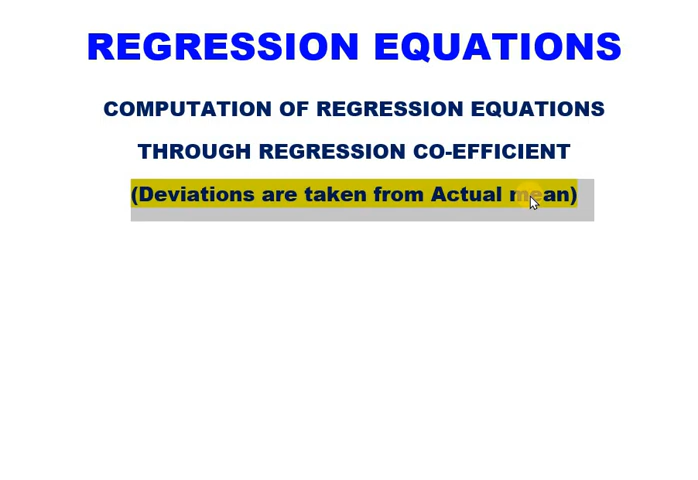 REGRESSION EQUATIONS
COMPUTATION OF REGRESSION EQUATIONS
THROUGH REGRESSION CO-EFFICIENT
(Deviations are taken from Actual mean)